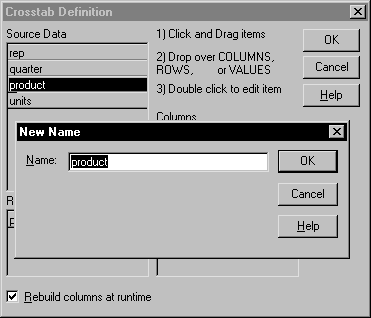 Crosstab Definition
Source Data
rep
quarter
product
units
1) Click and Drag items
2) Drop over COLUMNS,
ROWS, or VALUES
3) Double click to edit item
Columns
OK
Cancel
Help
New Name
Name: product
OK
Cancel
Help
R
Rebuild columns at runtime